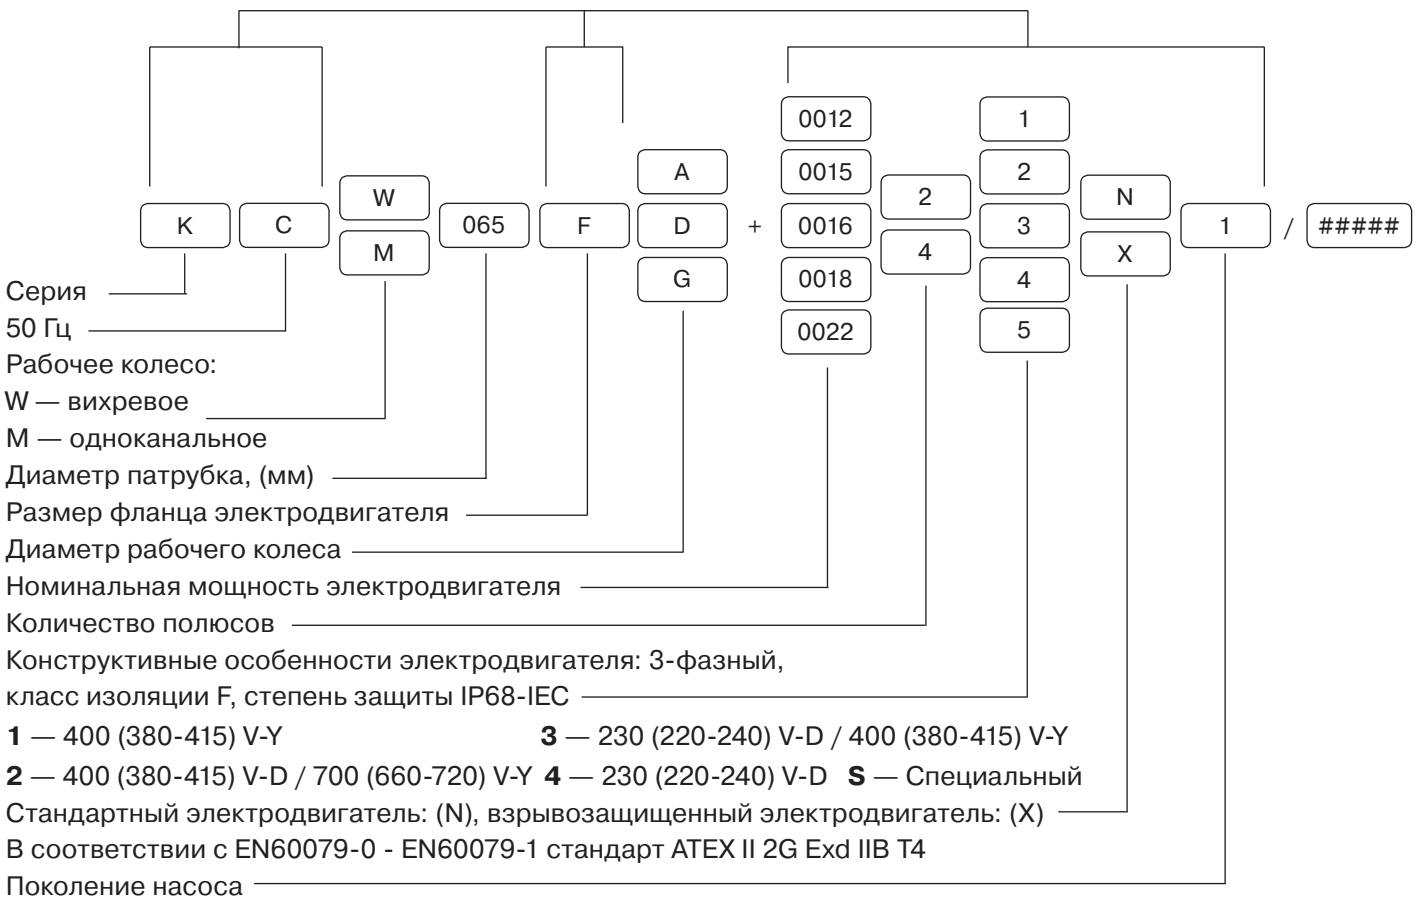 0012 1
A 0015 2
W 2 N
K C 065 F D + 0016 3 1 / #####
M 4 X
G 0018 4
0022 5
Серия
50 Гц
Рабочее колесо:
W — вихревое
M — одноканальное
Диаметр патрубка, (мм)
Размер фланца электродвигателя
Диаметр рабочего колеса
Номинальная мощность электродвигателя
Количество полюсов
Конструктивные особенности электродвигателя: 3-фазный,
класс изоляции F, степень защиты IP68-IEC
1 — 400 (380-415) V-Y 3 — 230 (220-240) V-D / 400 (380-415) V-Y
2 — 400 (380-415) V-D / 700 (660-720) V-Y 4 — 230 (220-240) V-D S — Специальный
Стандартный электродвигатель: (N), взрывозащищенный электродвигатель: (X)
В соответствии с EN60079-0 - EN60079-1 стандарт ATEX II 2G Exd IIB T4
Поколение насоса